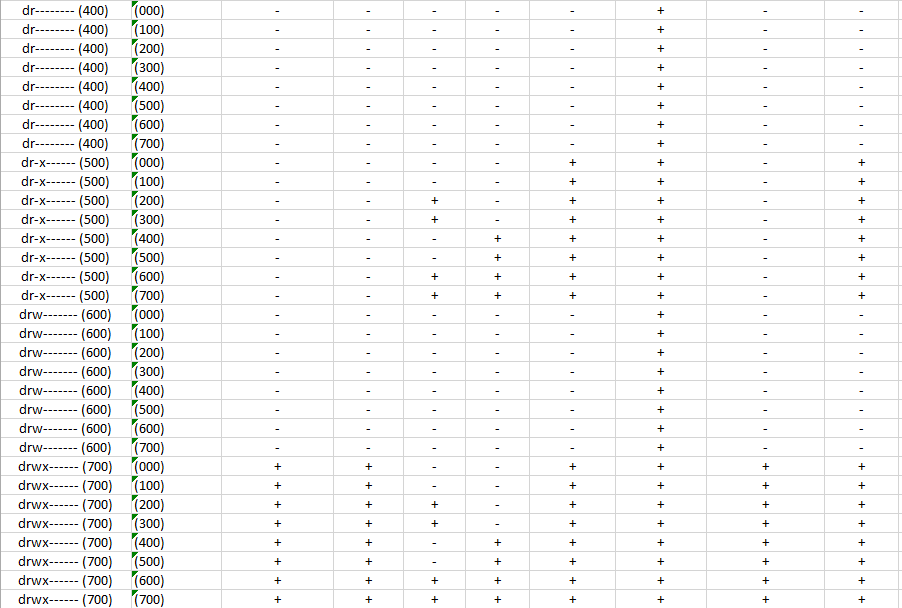 dr-------- (400) (000) - - - - - + - -
dr-------- (400) (100) - - - - - + - -
dr-------- (400) (200) - - - - - + - -
dr-------- (400) (300) - - - - - + - -
dr-------- (400) (400) - - - - - + - -
dr-------- (400) (500) - - - - - + - -
dr-------- (400) (600) - - - - - + - -
dr-------- (400) (700) - - - - - + - -
dr-x------ (500) (000) - - - - + + - +
dr-x------ (500) (100) - - - - + + - +
dr-x------ (500) (200) - - + - + + - +
dr-x------ (500) (300) - - + - + + - +
dr-x------ (500) (400) - - - + + + - +
dr-x------ (500) (500) - - - + + + - +
dr-x------ (500) (600) - - + + + + - +
dr-x------ (500) (700) - - + + + + - +
drw------- (600) (000) - - - - - + - -
drw------- (600) (100) - - - - - + - -
drw------- (600) (200) - - - - - + - -
drw------- (600) (300) - - - - - + - -
drw------- (600) (400) - - - - - + - -
drw------- (600) (500) - - - - - + - -
drw------- (600) (600) - - - - - + - -
drw------- (600) (700) - - - - - + - -
drwx------ (700) (000) + + - - + + + +
drwx------ (700) (100) + + - - + + + +
drwx------ (700) (200) + + + - + + + +
drwx------ (700) (300) + + + - + + + +
drwx------ (700) (400) + + - + + + + +
drwx------ (700) (500) + + - + + + + +
drwx------ (700) (600) + + + + + + + +
drwx------ (700) (700) + + + + + + + +